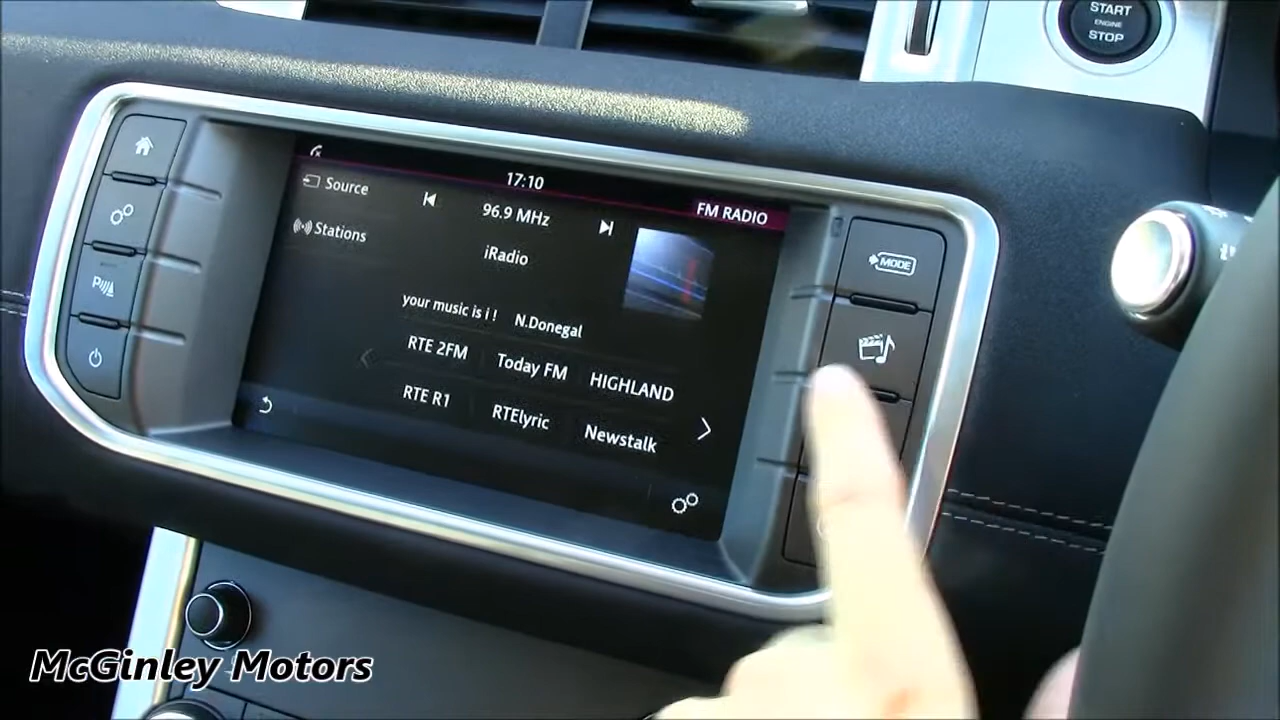 START
ENGINE
STOP
17:10
FM RADIO
Source
96.9 MHz
Stations
iRadio
MODE
your music is i !
N.Donegal
RTE 2FM
Today FM
HIGHLAND
RTE R1
RTElyric
Newstalk
McGinley Motors